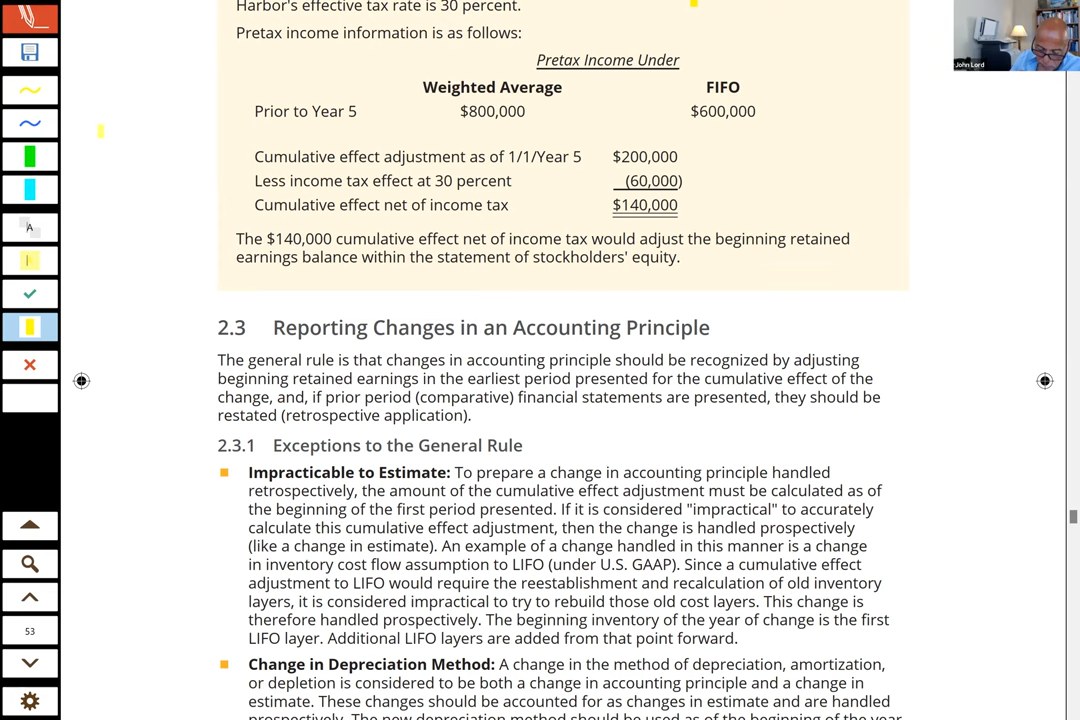 Harbor's effective tax rate is 30 percent.
Pretax income information is as follows:
Pretax Income Under
Weighted Average FIFO
Prior to Year 5 $800,000 $600,000
Cumulative effect adjustment as of 1/1/Year 5 $200,000
Less income tax effect at 30 percent (60,000)
Cumulative effect net of income tax $140,000
The $140,000 cumulative effect net of income tax would adjust the beginning retained
earnings balance within the statement of stockholders' equity.
2.3 Reporting Changes in an Accounting Principle
The general rule is that changes in accounting principle should be recognized by adjusting
beginning retained earnings in the earliest period presented for the cumulative effect of the
change, and, if prior period (comparative) financial statements are presented, they should be
restated (retrospective application).
2.3.1 Exceptions to the General Rule
Impracticable to Estimate: To prepare a change in accounting principle handled
retrospectively, the amount of the cumulative effect adjustment must be calculated as of
the beginning of the first period presented. If it is considered "impractical" to accurately
calculate this cumulative effect adjustment, then the change is handled prospectively
(like a change in estimate). An example of a change handled in this manner is a change
in inventory cost flow assumption to LIFO (under U.S. GAAP). Since a cumulative effect
adjustment to LIFO would require the reestablishment and recalculation of old inventory
layers, it is considered impractical to try to rebuild those old cost layers. This change is
therefore handled prospectively. The beginning inventory of the year of change is the first
LIFO layer. Additional LIFO layers are added from that point forward.
Change in Depreciation Method: A change in the method of depreciation, amortization,
or depletion is considered to be both a change in accounting principle and a change in
estimate. These changes should be accounted for as changes in estimate and are handled
prospectively. The new depreciation method should be used as of the beginning of the year
John Lord
A
53